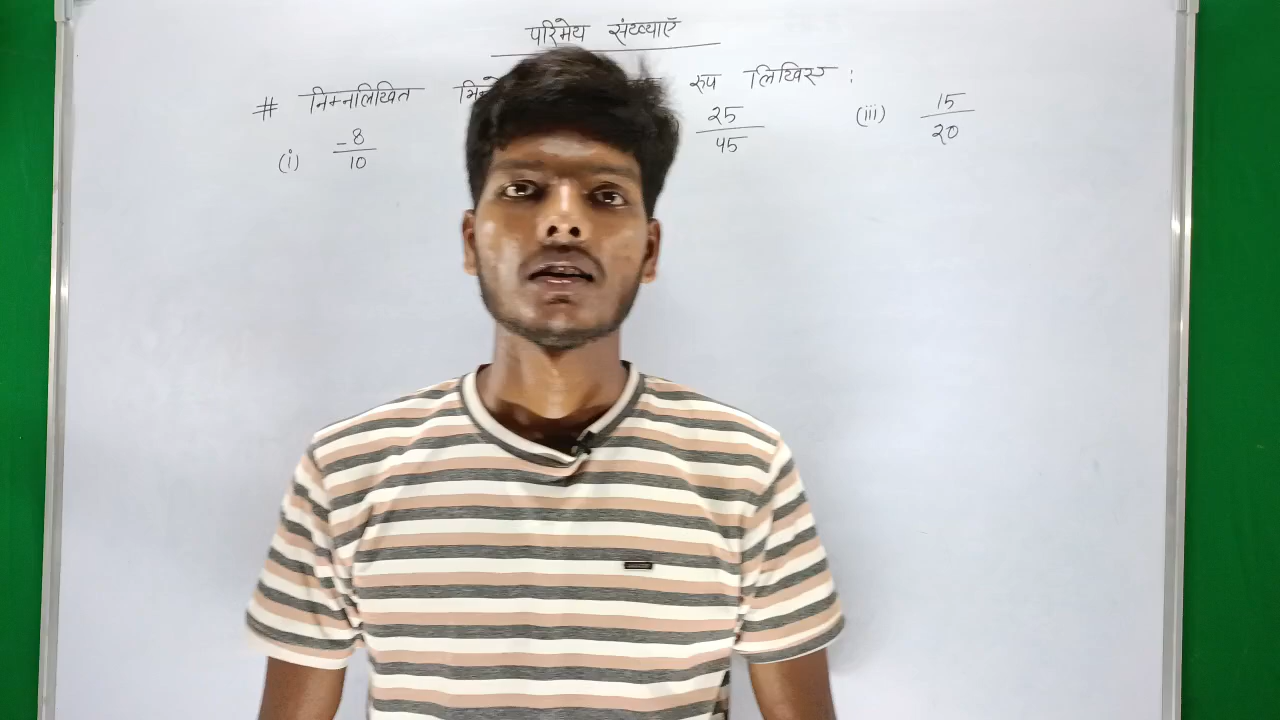 परिमेय संख्याएँ
# निम्नलिखित रूप लिखिए :
(i) -8/10 25/45 (iii) 15/20